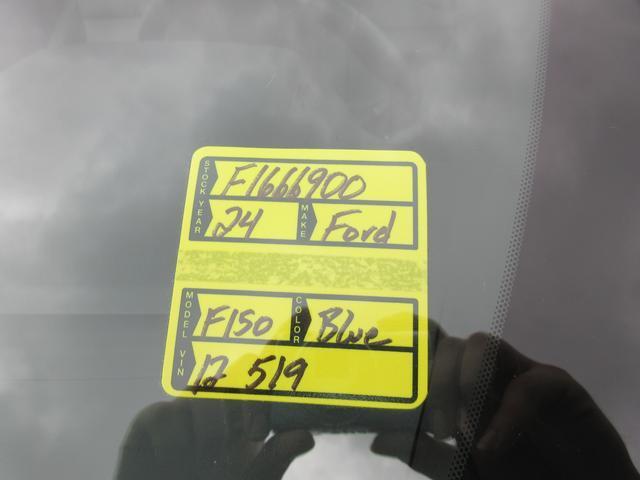 STOCK F1666900
YEAR 24 MAKE Ford
MODEL F150 COLOR Blue
VIN 12 519